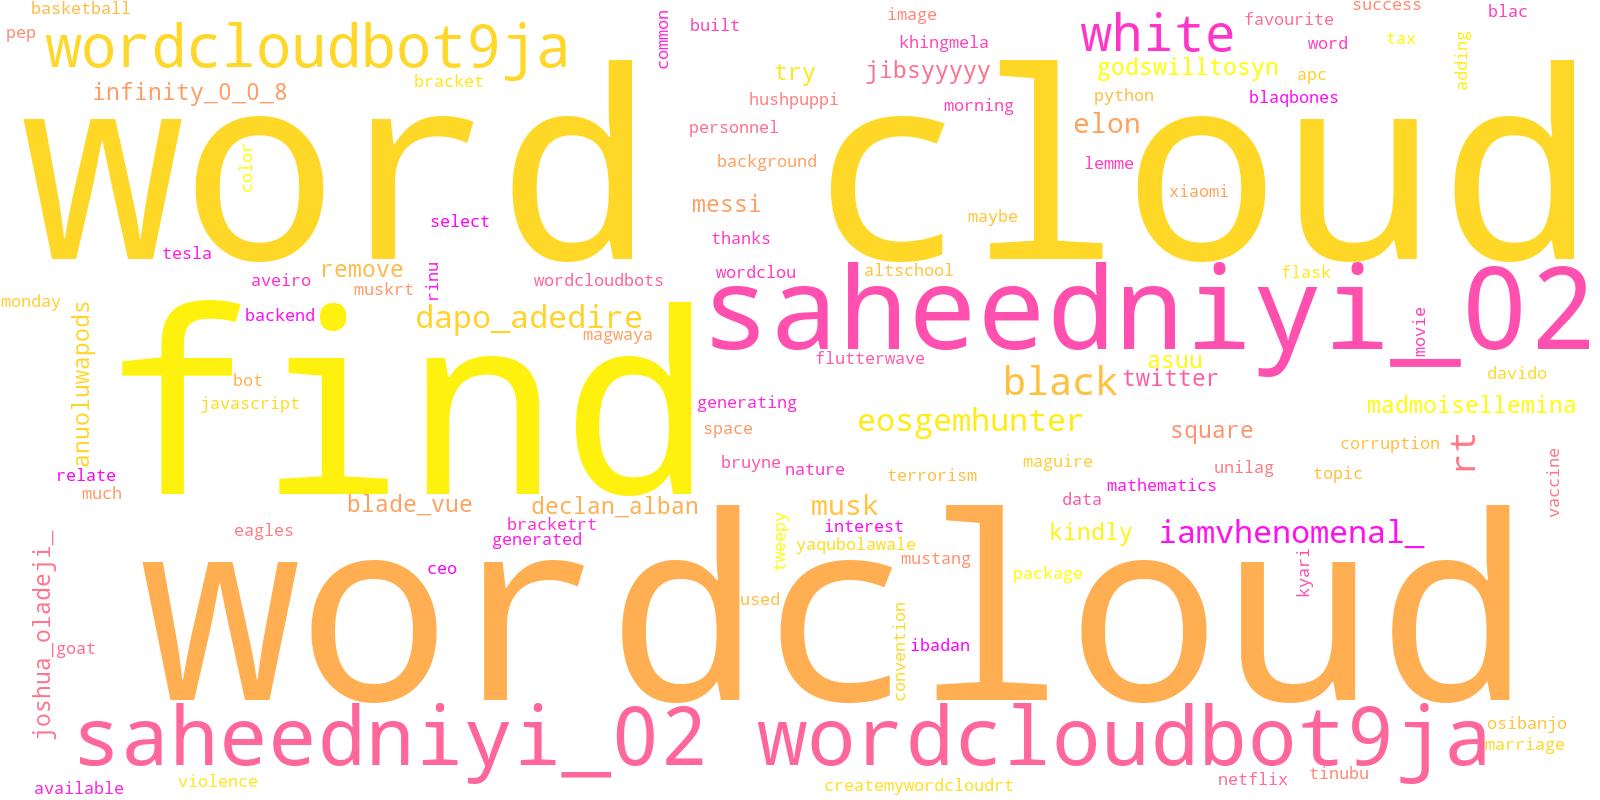 basketball
pep
wordcloudbot9ja
common
built
image
khingmela
white
favourite
success
word
tax
blac
adding
infinity_0_0_8
bracket
try
jibsyyyyy
godswilltosyn
apc
hushpuppi
morning
python
blaqbones
word cloud
personnel
elon
color
background
lemme
xiaomi
messi
select
maybe
tesla
thanks
aveiro
remove
muskrt
rinu
wordcloudbots
wordclou
altschool
flask
saheedniyi_02
monday
anuoluwapods
backend
dapo_adedire
magwaya
movie
find
flutterwave
asuu
bot
javascript
black
twitter
davido
generating
eosgemhunter
madmoisellemina
space
square
corruption
rt
relate
much
bruyne
nature
terrorism
maguire
unilag
topic
vaccine
mathematics
data
blade_vue
declan_alban
musk
eagles
bracketrt
generated
tweepy
interest
yaqubolawale
kindly
iamvhenomenal_
ceo
mustang
package
kyari
wordcloud
used
convention
ibadan
joshua_oladeji_
goat
saheedniyi_02 wordcloudbot9ja
osibanjo
marriage
available
violence
createmywordcloudrt
netflix
tinubu